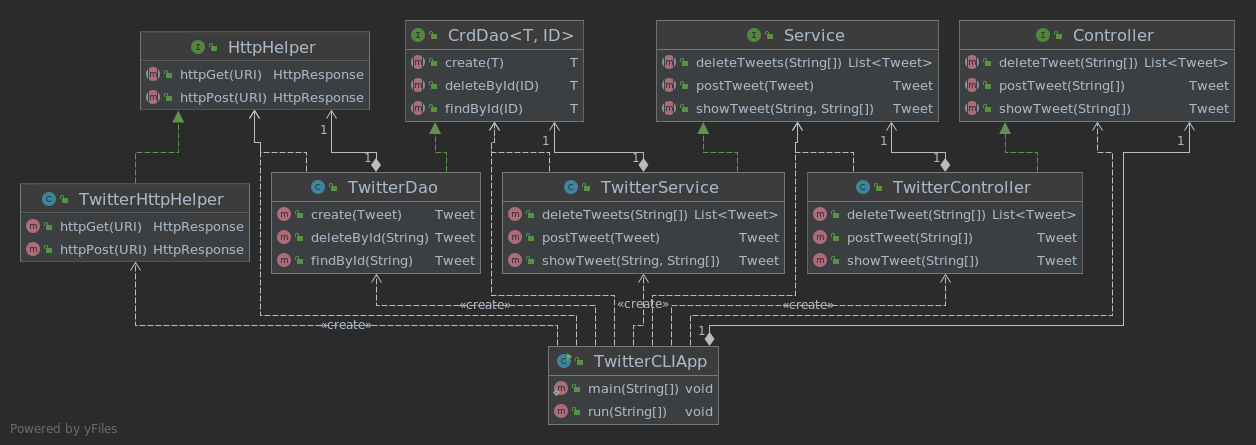 HttpHelper
httpGet(URI) HttpResponse
httpPost(URI) HttpResponse
CrdDao<T, ID>
create(T) T
deleteById(ID) T
findById(ID) T
Service
deleteTweets(String[]) List<Tweet>
postTweet(Tweet) Tweet
showTweet(String, String[]) Tweet
Controller
deleteTweet(String[]) List<Tweet>
postTweet(String[]) Tweet
showTweet(String[]) Tweet
1
1
1
1
1
1
1
TwitterHttpHelper
httpGet(URI) HttpResponse
httpPost(URI) HttpResponse
TwitterDao
create(Tweet) Tweet
deleteById(String) Tweet
findById(String) Tweet
TwitterService
deleteTweets(String[]) List<Tweet>
postTweet(Tweet) Tweet
showTweet(String, String[]) Tweet
TwitterController
deleteTweet(String[]) List<Tweet>
postTweet(String[]) Tweet
showTweet(String[]) Tweet
«create»
«create»
«create»
«create»
1
TwitterCLIApp
main(String[]) void
run(String[]) void
Powered by yFiles